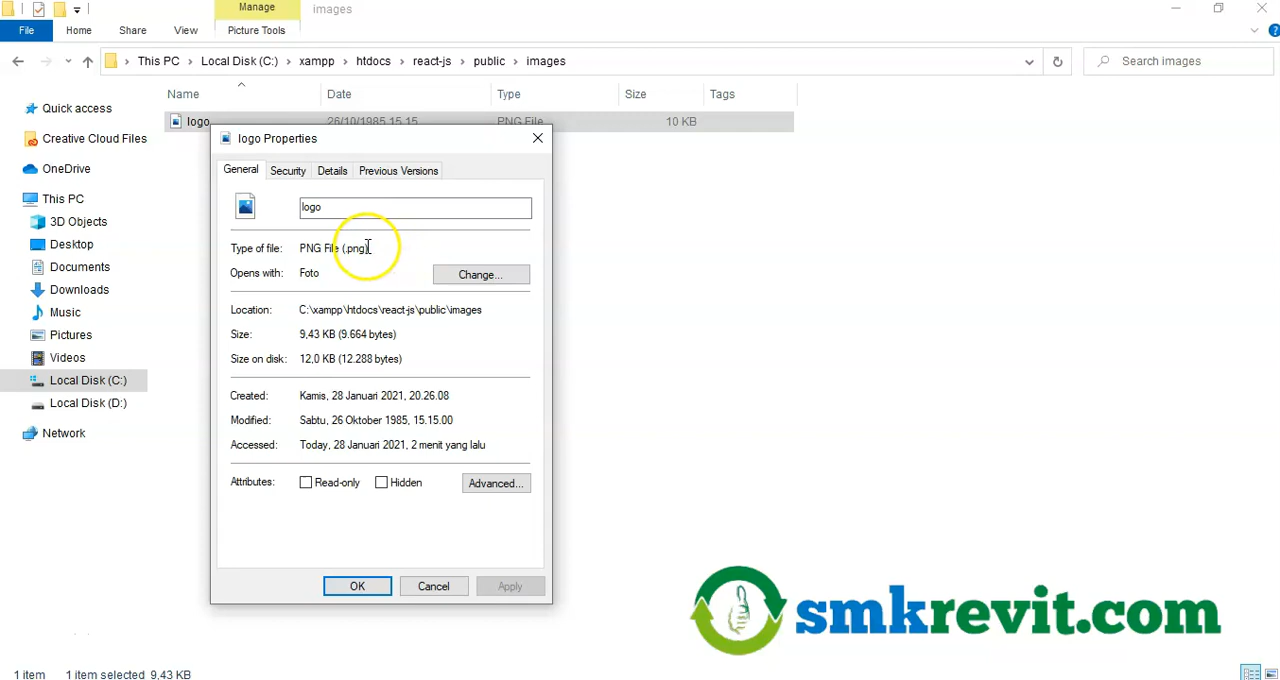 Manage
images
File
Home
Share
View
Picture Tools
This PC
Local Disk (C:)
xampp
htdocs
react-js
public
images
Search images
Name
Date
Type
Size
Tags
logo
26/10/1985 15.15
PNG File
10 KB
Quick access
Creative Cloud Files
OneDrive
This PC
3D Objects
Desktop
Documents
Downloads
Music
Pictures
Videos
Local Disk (C:)
Local Disk (D:)
Network
logo Properties
General
Security
Details
Previous Versions
logo
Type of file: PNG File (.png)
Opens with: Foto
Change...
Location: C:\xampp\htdocs\react-js\public\images
Size: 9,43 KB (9.664 bytes)
Size on disk: 12,0 KB (12.288 bytes)
Created: Kamis, 28 Januari 2021, 20.26.08
Modified: Sabtu, 26 Oktober 1985, 15.15.00
Accessed: Today, 28 Januari 2021, 2 menit yang lalu
Attributes: Read-only Hidden
Advanced...
OK
Cancel
Apply
smkrevit.com
1 item
1 item selected 9,43 KB